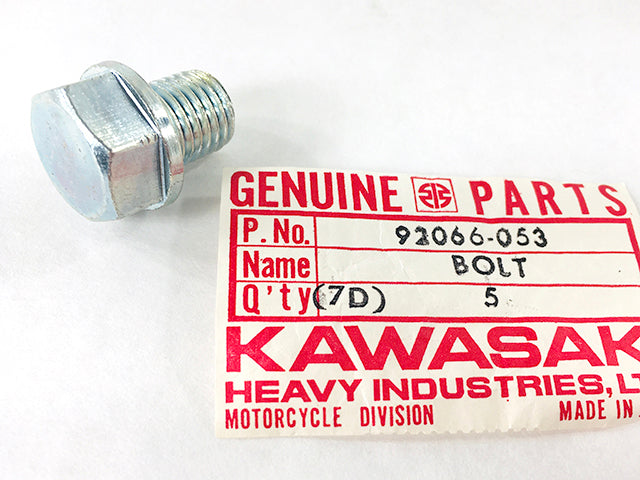 GENUINE PARTS
P. No. 92066-053
Name BOLT
Q'ty (7D) 5
KAWASAK
HEAVY INDUSTRIES, LT
MOTORCYCLE DIVISION MADE IN